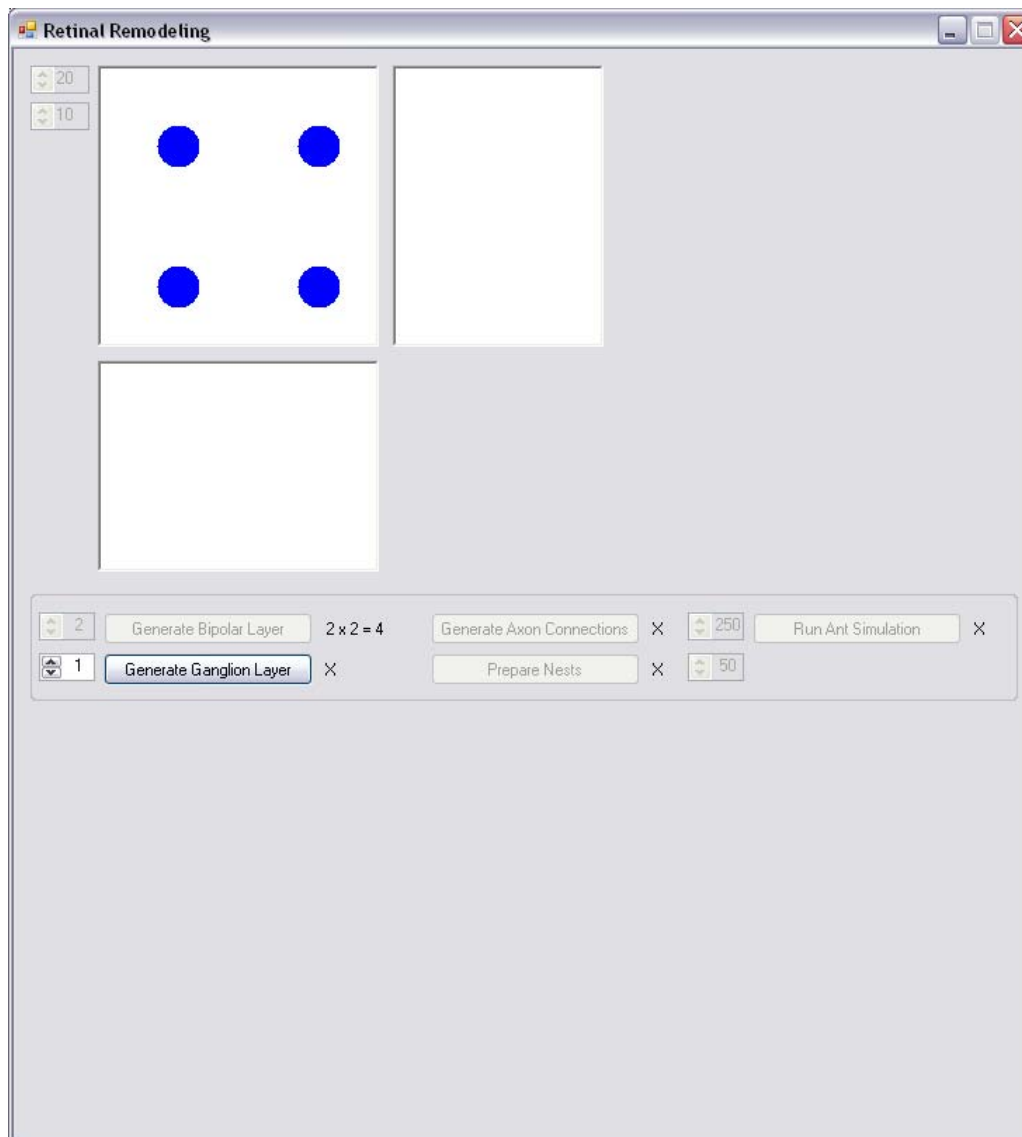 Retinal Remodeling
20
10
2 Generate Bipolar Layer 2 x 2 = 4 Generate Axon Connections X 250 Run Ant Simulation X
1 Generate Ganglion Layer X Prepare Nests X 50